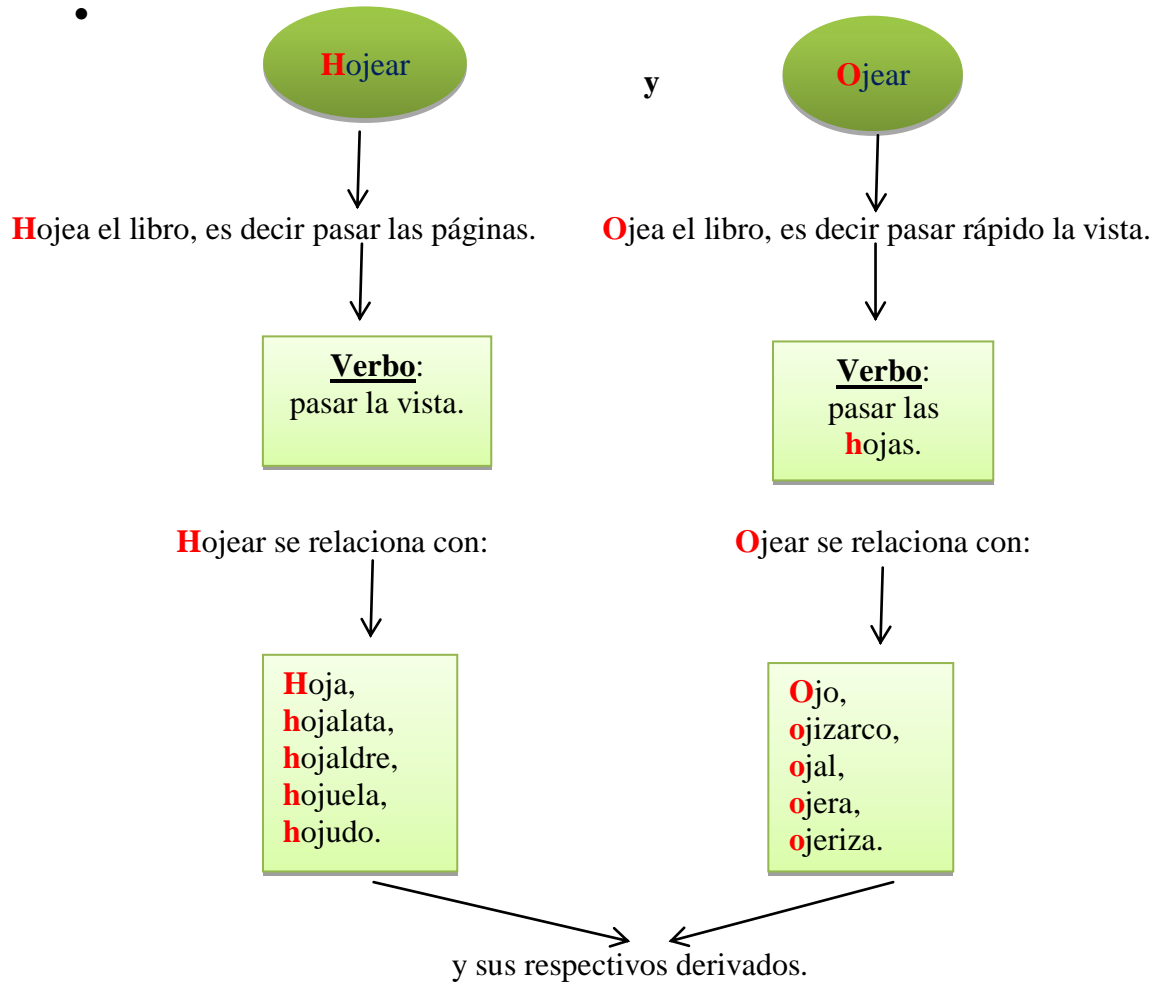 •
Hojear
y
Ojear
Hojea el libro, es decir pasar las páginas.
Ojea el libro, es decir pasar rápido la vista.
Verbo:
pasar la vista.
Verbo:
pasar las
hojas.
Hojear se relaciona con:
Ojear se relaciona con:
Hoja,
hojalata,
hojaldre,
hojuela,
hojudo.
Ojo,
ojizarco,
ojal,
ojera,
ojeriza.
y sus respectivos derivados.